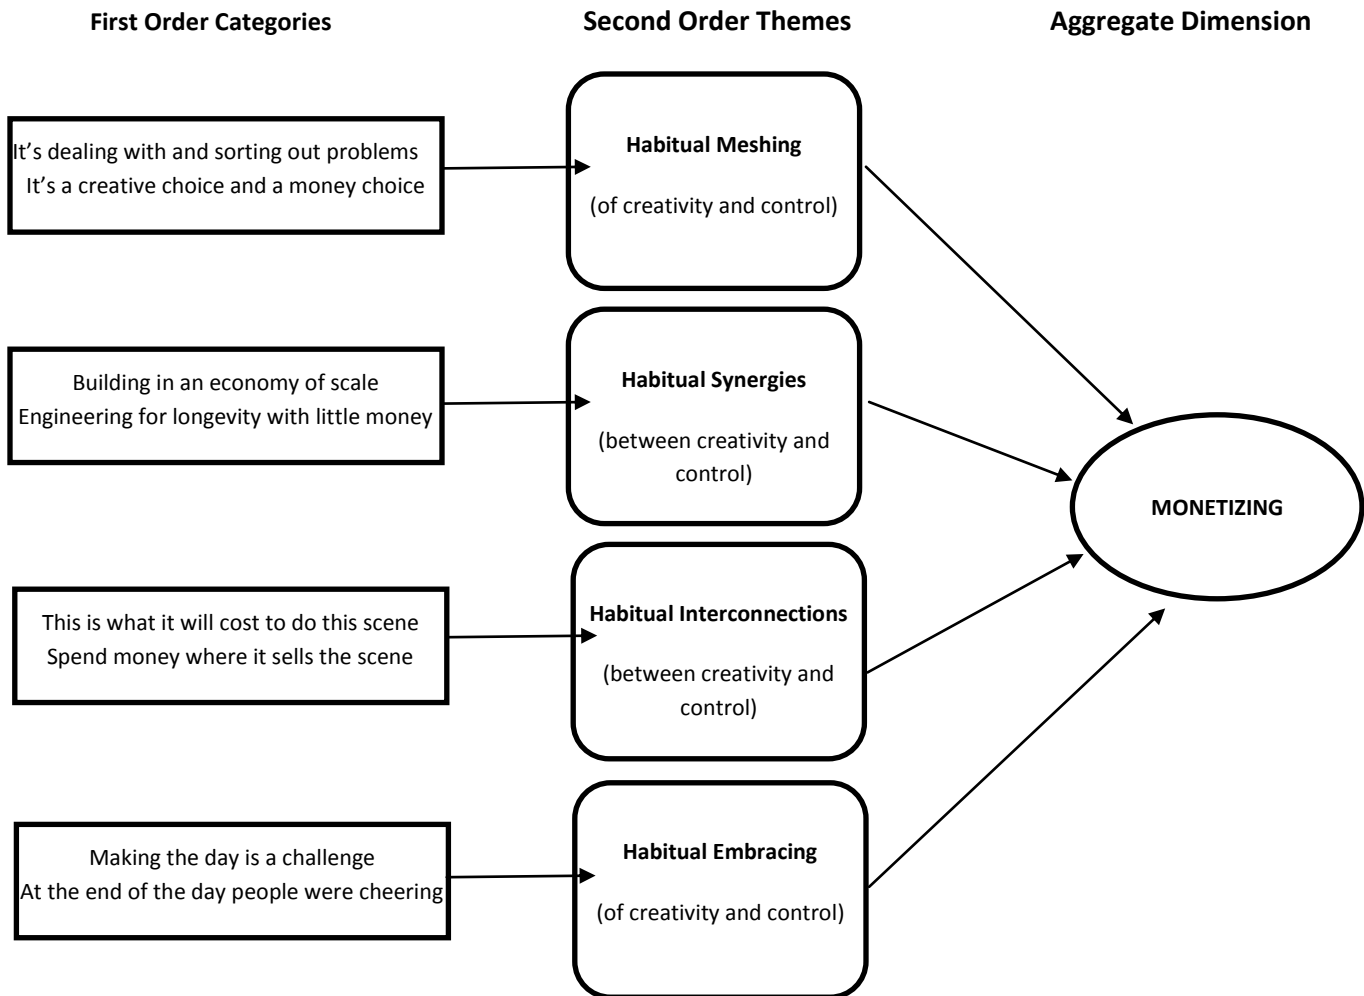 First Order Categories
Second Order Themes
Aggregate Dimension
It's dealing with and sorting out problems
It's a creative choice and a money choice
Habitual Meshing
(of creativity and control)
Building in an economy of scale
Engineering for longevity with little money
Habitual Synergies
(between creativity and
control)
MONETIZING
This is what it will cost to do this scene
Spend money where it sells the scene
Habitual Interconnections
(between creativity and
control)
Making the day is a challenge
At the end of the day people were cheering
Habitual Embracing
(of creativity and control)